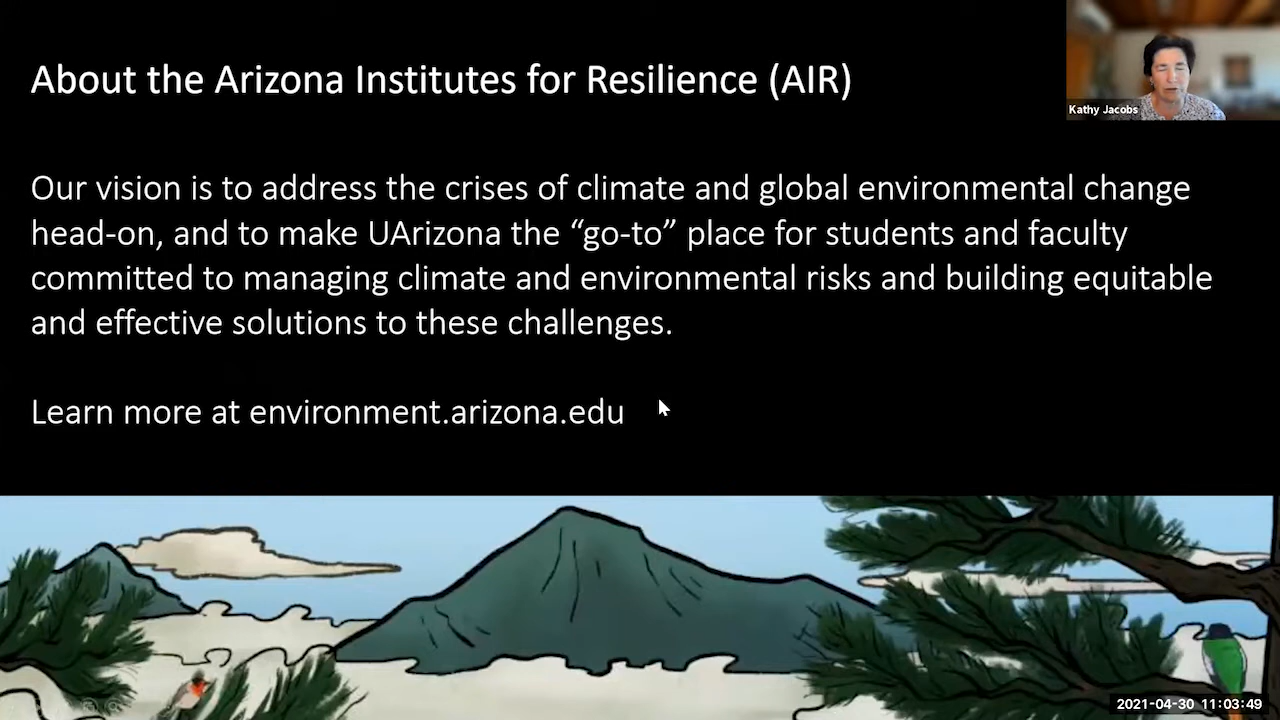 About the Arizona Institutes for Resilience (AIR)
Kathy Jacobs
Our vision is to address the crises of climate and global environmental change
head-on, and to make UArizona the “go-to” place for students and faculty
committed to managing climate and environmental risks and building equitable
and effective solutions to these challenges.
Learn more at environment.arizona.edu
2021-04-30 11:03:49